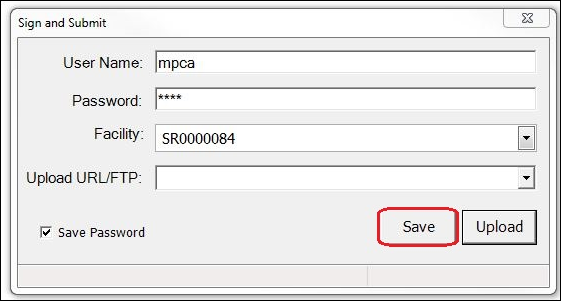 Sign and Submit
User Name: mpca
Password: ****
Facility: SR0000084
Upload URL/FTP:
Save Password
Save
Upload